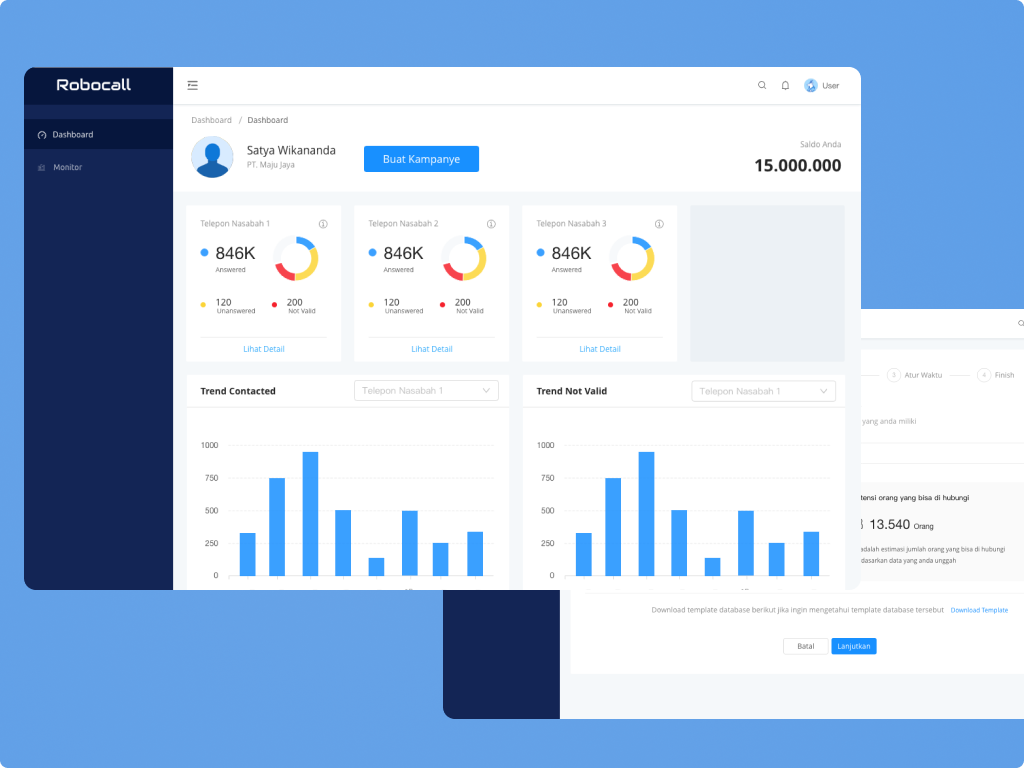 Robocall
User
Dashboard
Monitor
Dashboard / Dashboard
Satya Wikananda
PT. Maju Jaya
Buat Kampanye
Saldo Anda
15.000.000
Telepon Nasabah 1
846K
Answered
120
Unanswered
200
Not Valid
Lihat Detail
Telepon Nasabah 2
846K
Answered
120
Unanswered
200
Not Valid
Lihat Detail
Telepon Nasabah 3
846K
Answered
120
Unanswered
200
Not Valid
Lihat Detail
Trend Contacted
Telepon Nasabah 1
1000
750
500
250
0
Trend Not Valid
Telepon Nasabah 1
1000
750
500
250
0
3 Atur Waktu
4 Finish
yang anda miliki
orang yang bisa di hubungi
13.540 Orang
adalah estimasi jumlah orang yang bisa di hubungi
data yang anda unggah
Download template database berikut jika ingin mengetahui template database tersebut Download Template
Batal
Lanjutkan